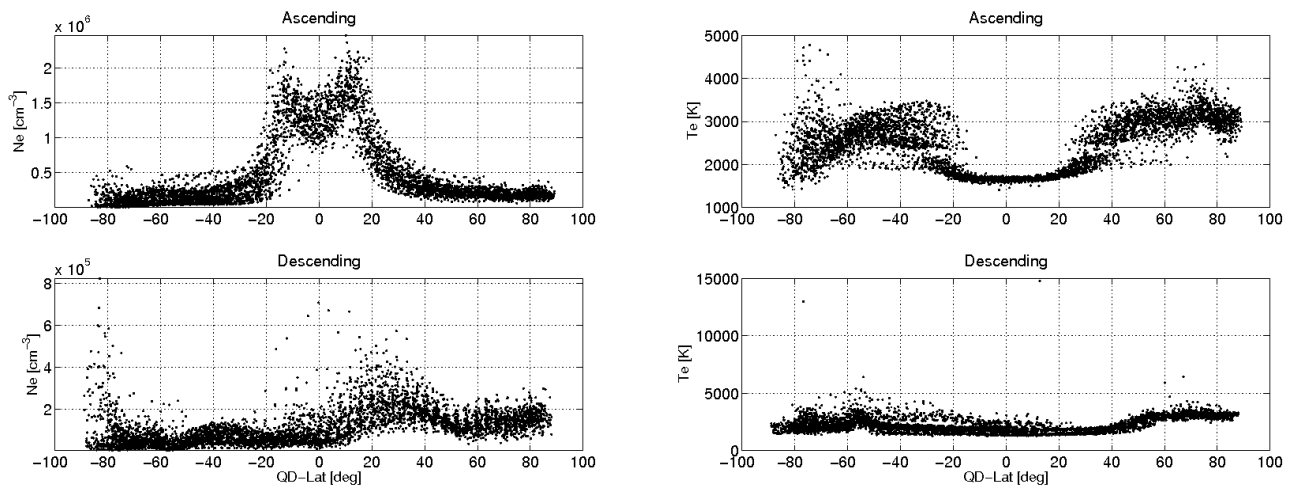 Ascending
x 10^6
Ne [cm^-3]
2
1.5
1
0.5
−100 −80 −60 −40 −20 0 20 40 60 80 100
Ascending
Te [K]
5000
4000
3000
2000
1000
−100 −80 −60 −40 −20 0 20 40 60 80 100
Descending
x 10^5
Ne [cm^-3]
8
6
4
2
−100 −80 −60 −40 −20 0 20 40 60 80 100
QD−Lat [deg]
Descending
Te [K]
15000
10000
5000
0
−100 −80 −60 −40 −20 0 20 40 60 80 100
QD−Lat [deg]